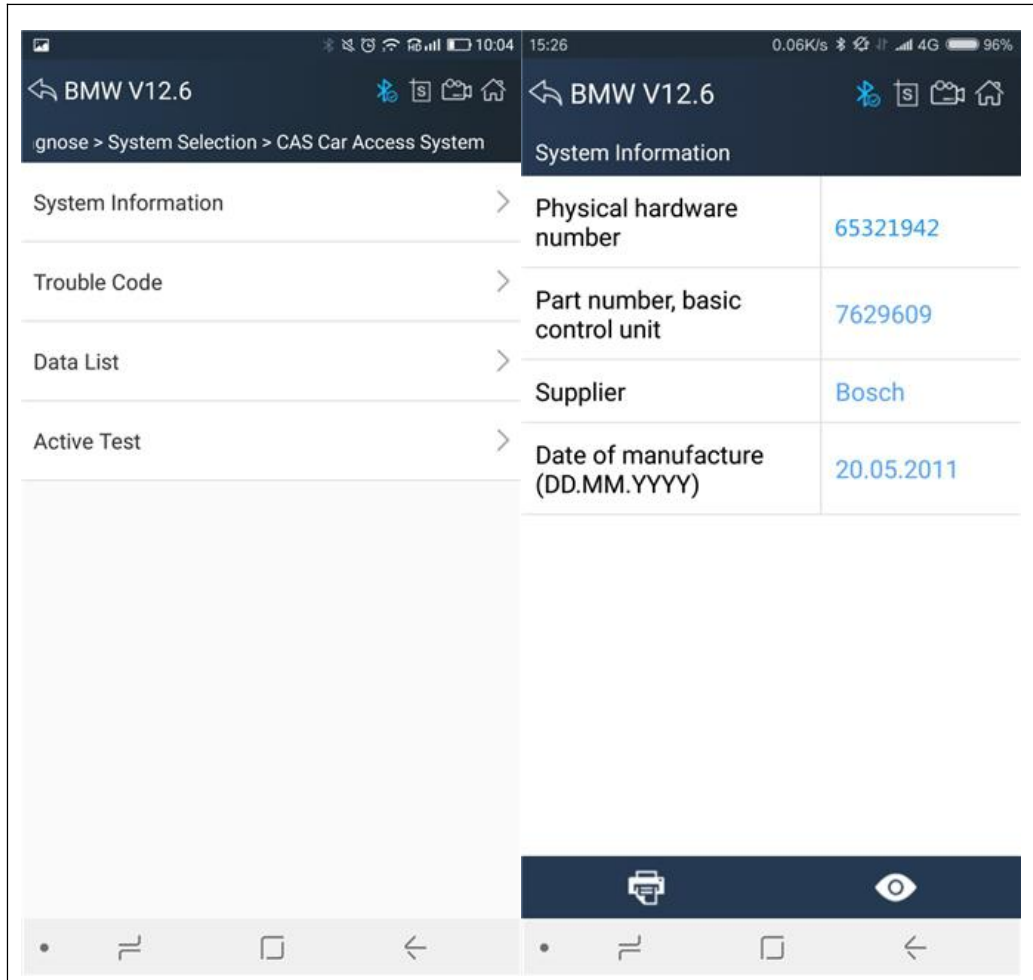 10:04
BMW V12.6
gnose > System Selection > CAS Car Access System
System Information
Trouble Code
Data List
Active Test
15:26 0.06K/s 4G 96%
BMW V12.6
S
System Information
Physical hardware
number
65321942
Part number, basic
control unit
7629609
Supplier
Bosch
Date of manufacture
(DD.MM.YYYY)
20.05.2011